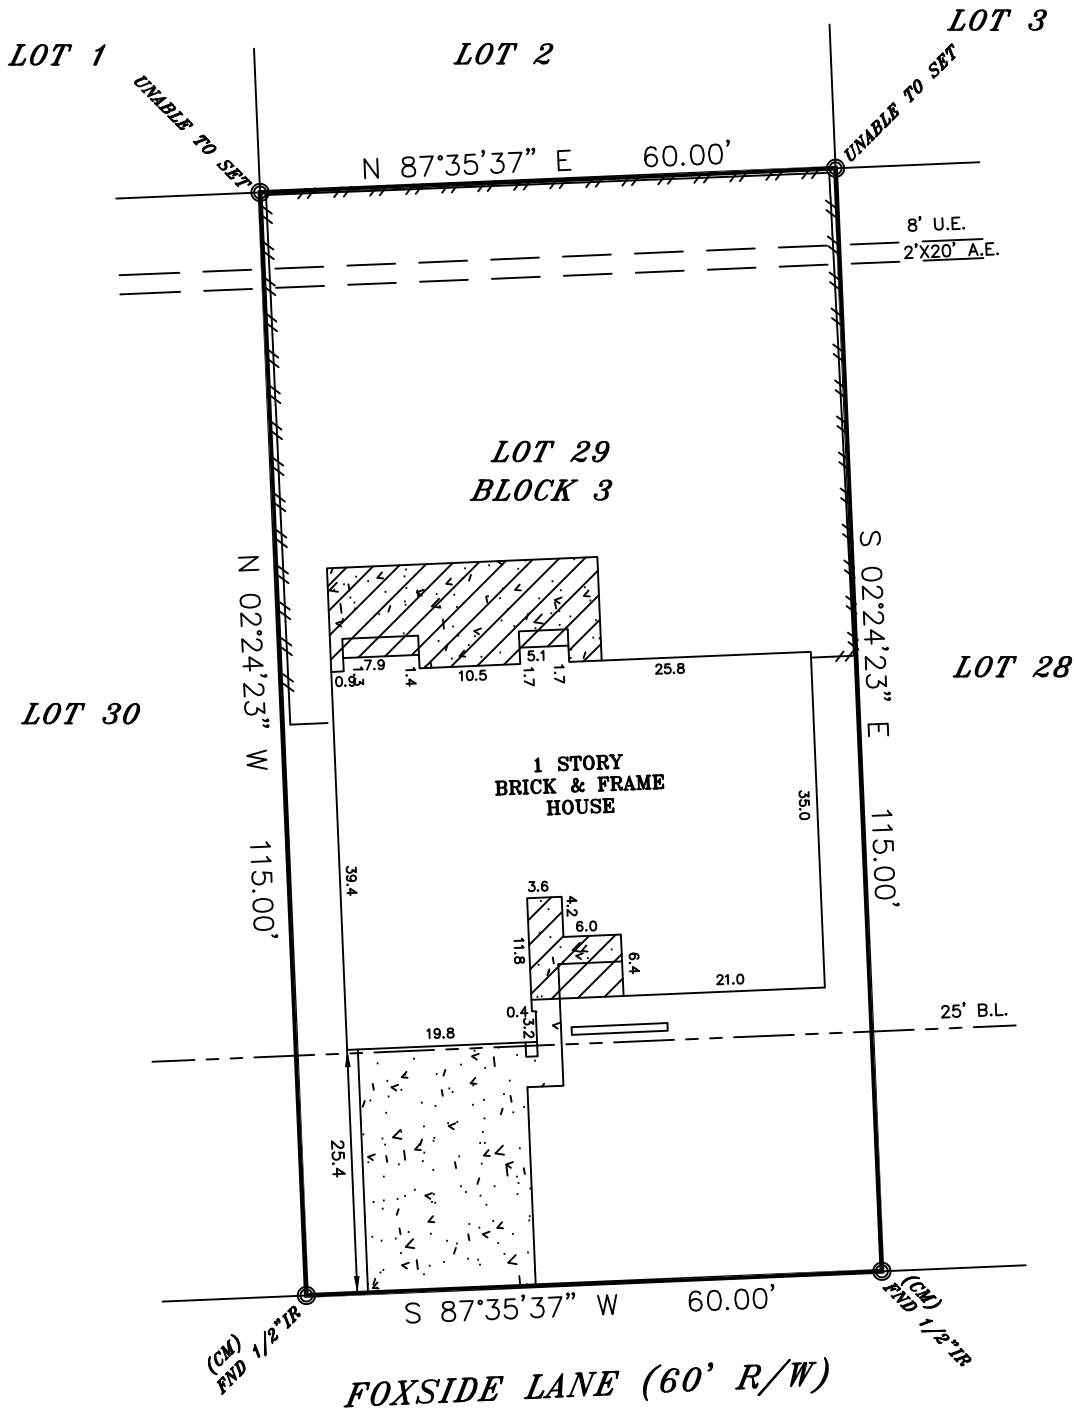 LOT 1
LOT 2
LOT 3
UNABLE TO SET
UNABLE TO SET
N 87°35'37" E 60.00'
8' U.E.
2'X20' A.E.
LOT 29
BLOCK 3
N 02°24'23" W 115.00'
S 02°24'23" E 115.00'
LOT 30
LOT 28
0.9
1.3
7.9
1.4
10.5
1.7
5.1
1.7
25.8
1 STORY
BRICK & FRAME
HOUSE
35.0
39.4
3.6
4.2
6.0
11.8
6.4
21.0
0.4
3.2
19.8
25' B.L.
25.4
S 87°35'37" W 60.00'
(CM)
FND 1/2"IR
(CM)
FND 1/2"IR
FOXSIDE LANE (60' R/W)